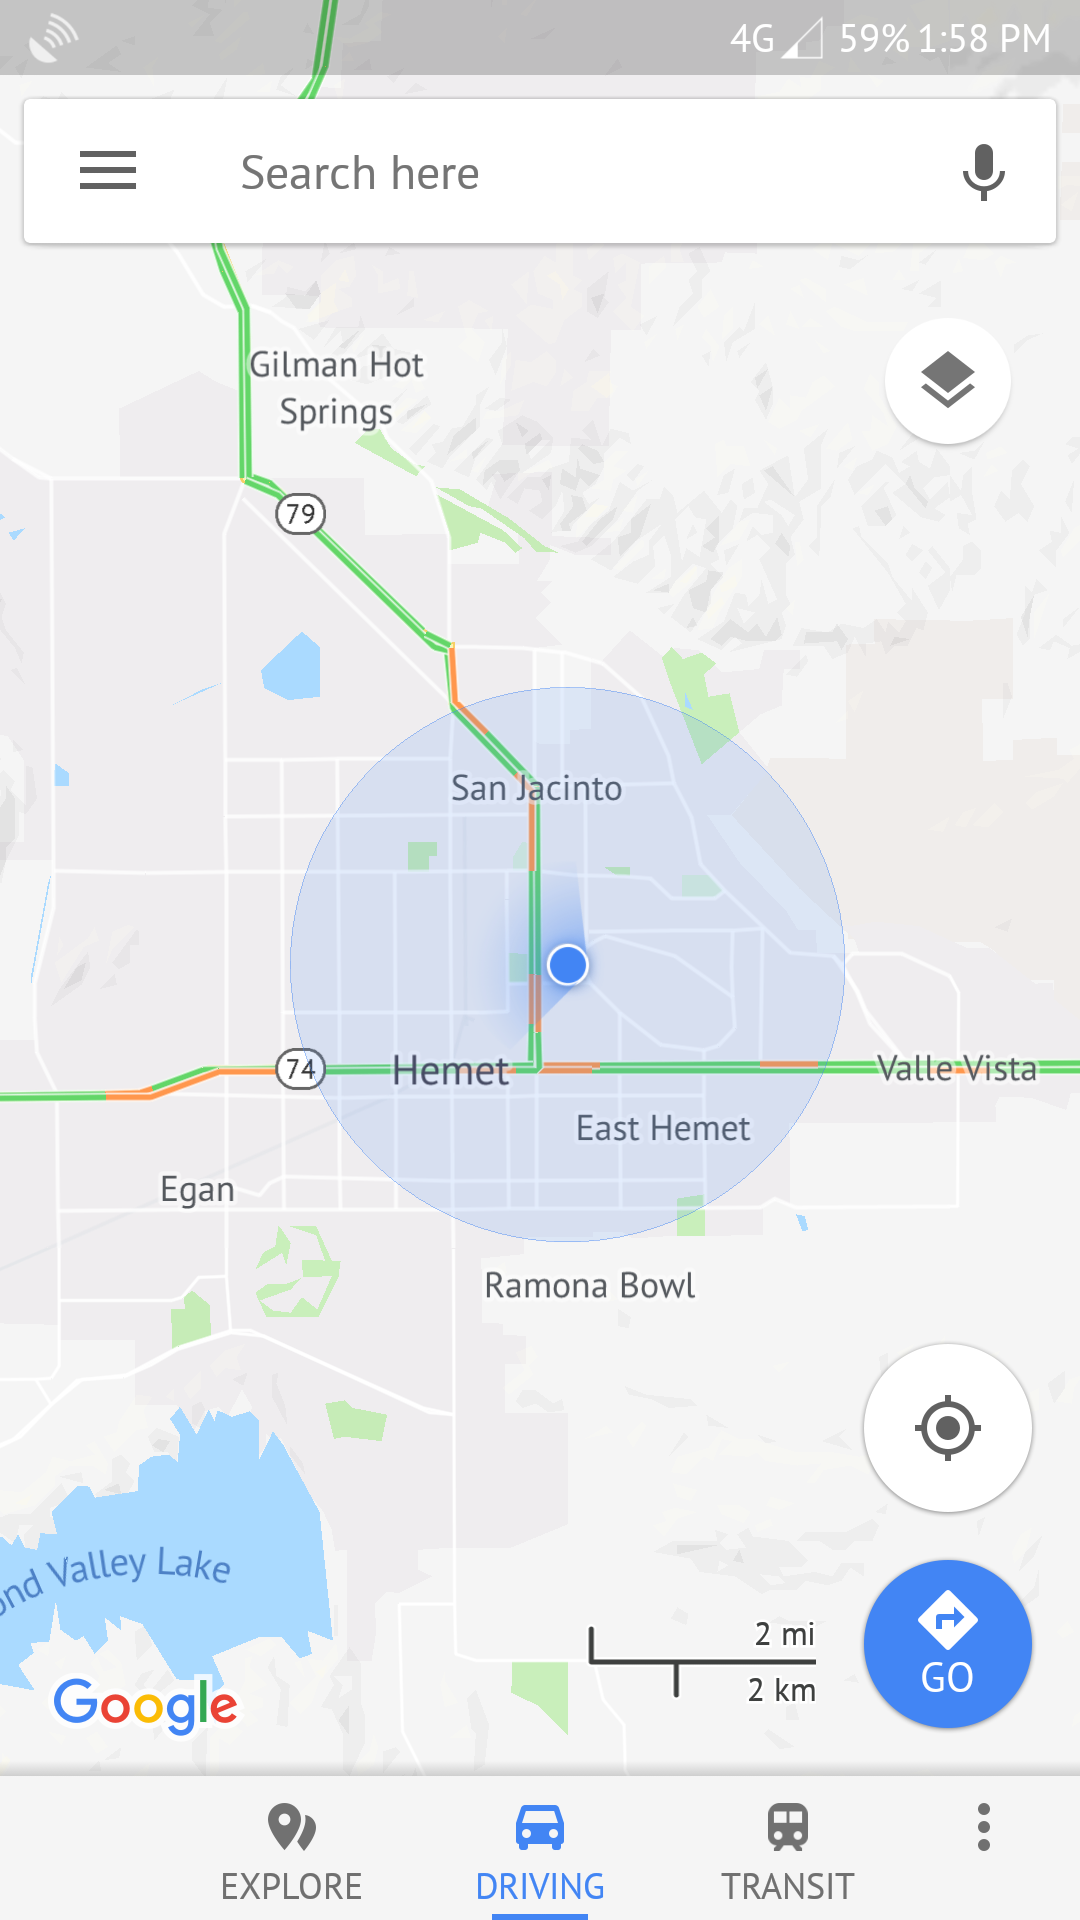 4G 59% 1:58 PM
Search here
Gilman Hot
Springs
79
San Jacinto
74
Hemet
Valle Vista
East Hemet
Egan
Ramona Bowl
Valley Lake
2 mi
2 km
Google
GO
EXPLORE
DRIVING
TRANSIT